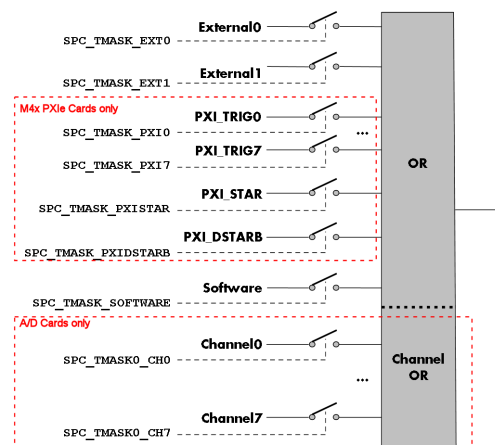 External0
SPC_TMASK_EXT0
External1
SPC_TMASK_EXT1
M4x PXIe Cards only
PXI_TRIG0
SPC_TMASK_PXI0
...
PXI_TRIG7
SPC_TMASK_PXI7
OR
PXI_STAR
SPC_TMASK_PXISTAR
PXI_DSTARB
SPC_TMASK_PXIDSTARB
Software
SPC_TMASK_SOFTWARE
A/D Cards only
Channel0
SPC_TMASK0_CH0
...
Channel
OR
Channel7
SPC_TMASK0_CH7